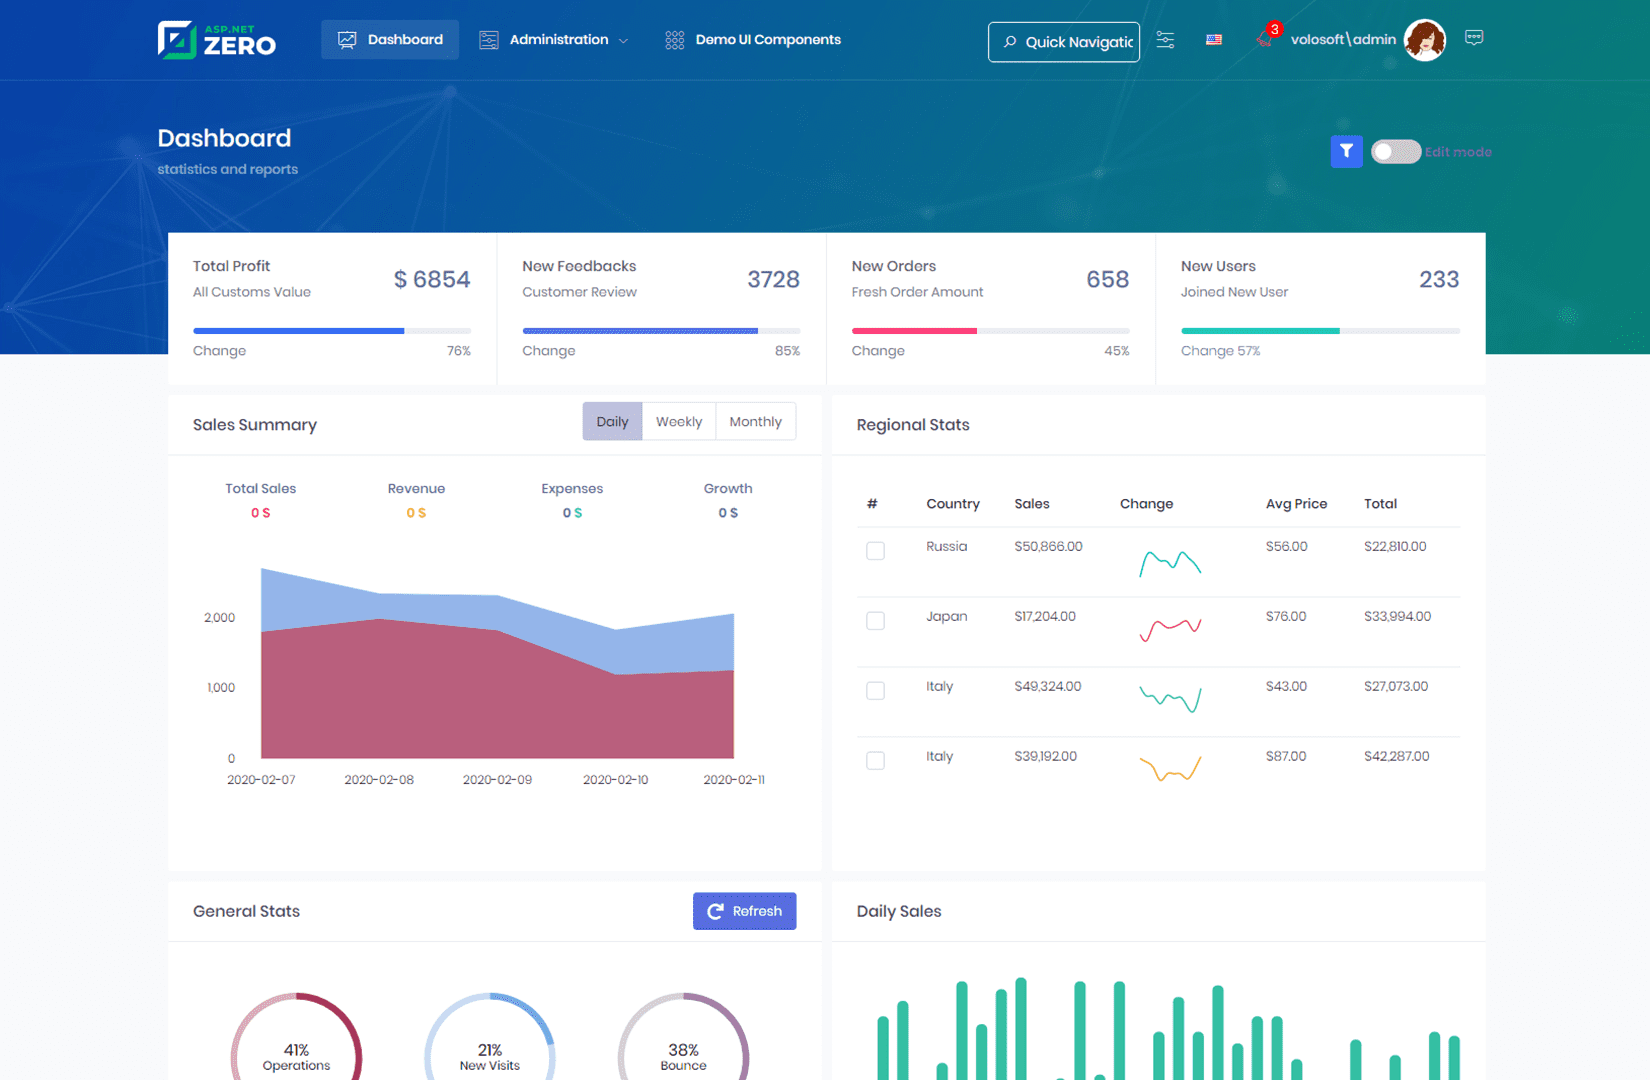 ASP.NET
ZERO
Dashboard
Administration
Demo UI Components
Quick Navigatic
3
volosoft\admin
Dashboard
statistics and reports
Edit mode
Total Profit
All Customs Value
$ 6854
Change
76%
New Feedbacks
Customer Review
3728
Change
85%
New Orders
Fresh Order Amount
658
Change
45%
New Users
Joined New User
233
Change 57%
Sales Summary
Daily
Weekly
Monthly
Total Sales
0 $
Revenue
0 $
Expenses
0 $
Growth
0 $
2,000
1,000
0
2020-02-07 2020-02-08 2020-02-09 2020-02-10 2020-02-11
Regional Stats
# Country Sales Change Avg Price Total
Russia $50,866.00 $56.00 $22,810.00
Japan $17,204.00 $76.00 $33,994.00
Italy $49,324.00 $43.00 $27,073.00
Italy $39,192.00 $87.00 $42,287.00
General Stats
Refresh
41%
Operations
21%
New Visits
38%
Bounce
Daily Sales